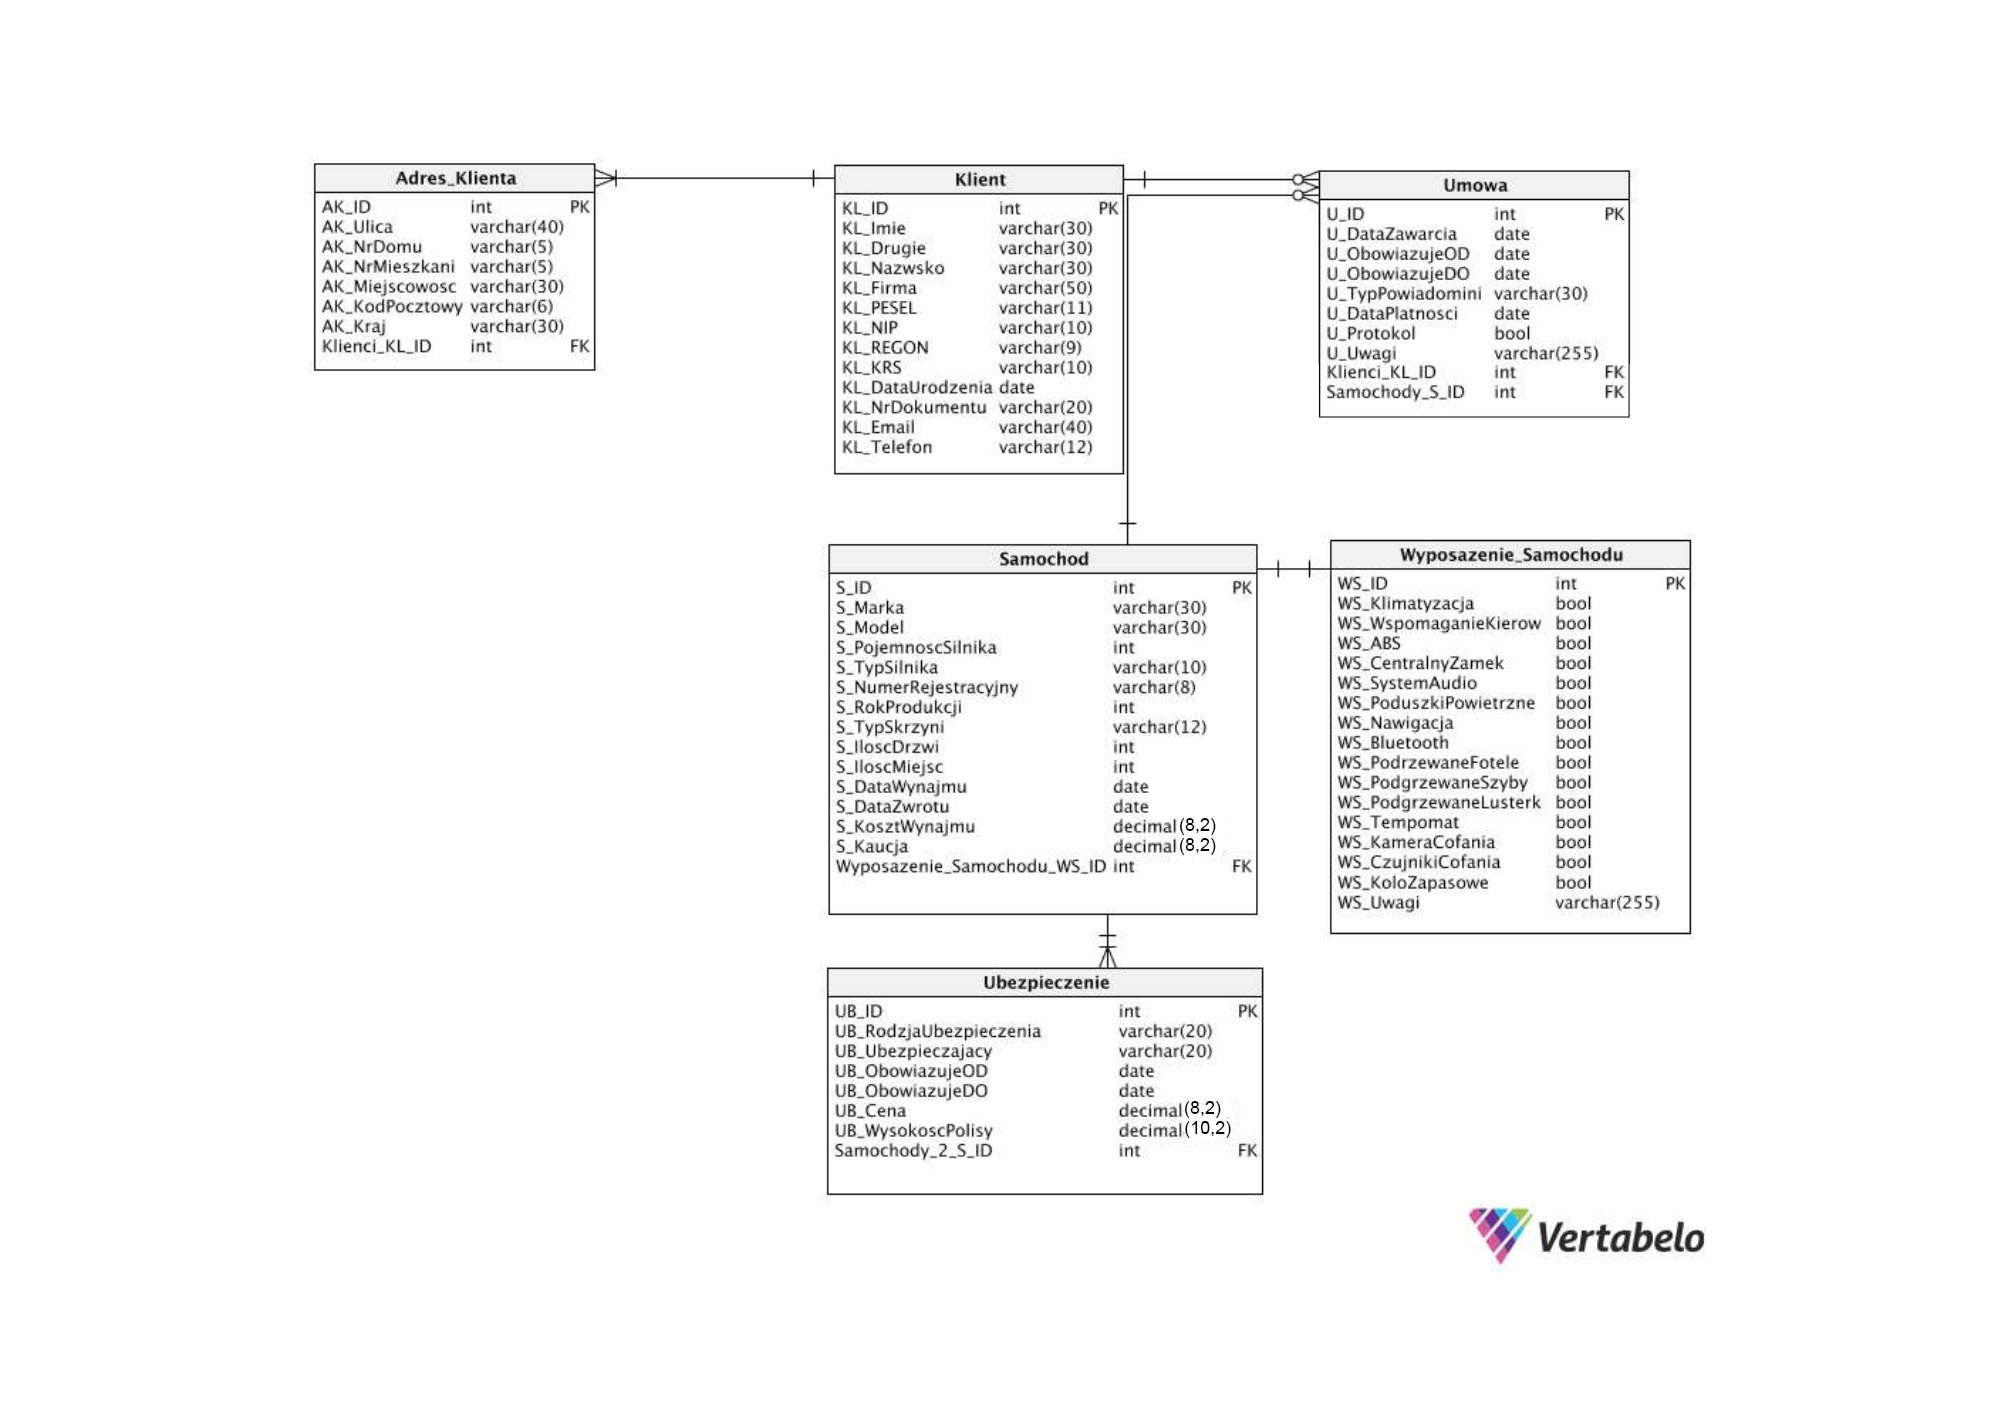 Adres_Klienta
AK_ID int PK
AK_Ulica varchar(40)
AK_NrDomu varchar(5)
AK_NrMieszkani varchar(5)
AK_Miejscowosc varchar(30)
AK_KodPocztowy varchar(6)
AK_Kraj varchar(30)
Klienci_KL_ID int FK
Klient
KL_ID int PK
KL_Imie varchar(30)
KL_Drugie varchar(30)
KL_Nazwsko varchar(30)
KL_Firma varchar(50)
KL_PESEL varchar(11)
KL_NIP varchar(10)
KL_REGON varchar(9)
KL_KRS varchar(10)
KL_DataUrodzenia date
KL_NrDokumentu varchar(20)
KL_Email varchar(40)
KL_Telefon varchar(12)
Umowa
U_ID int PK
U_DataZawarcia date
U_ObowiazujeOD date
U_ObowiazujeDO date
U_TypPowiadomini varchar(30)
U_DataPlatnosci date
U_Protokol bool
U_Uwagi varchar(255)
Klienci_KL_ID int FK
Samochody_S_ID int FK
Samochod
S_ID int PK
S_Marka varchar(30)
S_Model varchar(30)
S_PojemnoscSilnika int
S_TypSilnika varchar(10)
S_NumerRejestracyjny varchar(8)
S_RokProdukcji int
S_TypSkrzyni varchar(12)
S_IloscDrzwi int
S_IloscMiejsc int
S_DataWynajmu date
S_DataZwrotu date
S_KosztWynajmu decimal(8,2)
S_Kaucja decimal(8,2)
Wyposazenie_Samochodu_WS_ID int FK
Wyposazenie_Samochodu
WS_ID int PK
WS_Klimatyzacja bool
WS_WspomaganieKierow bool
WS_ABS bool
WS_CentralnyZamek bool
WS_SystemAudio bool
WS_PoduszkiPowietrzne bool
WS_Nawigacja bool
WS_Bluetooth bool
WS_PodrzewaneFotele bool
WS_PodgrzewaneSzyby bool
WS_PodgrzewaneLusterk bool
WS_Tempomat bool
WS_KameraCofania bool
WS_CzujnikiCofania bool
WS_KoloZapasowe bool
WS_Uwagi varchar(255)
Ubezpieczenie
UB_ID int PK
UB_RodzjaUbezpieczenia varchar(20)
UB_Ubezpieczajacy varchar(20)
UB_ObowiazujeOD date
UB_ObowiazujeDO date
UB_Cena decimal(8,2)
UB_WysokoscPolisy decimal(10,2)
Samochody_2_S_ID int FK
Vertabelo